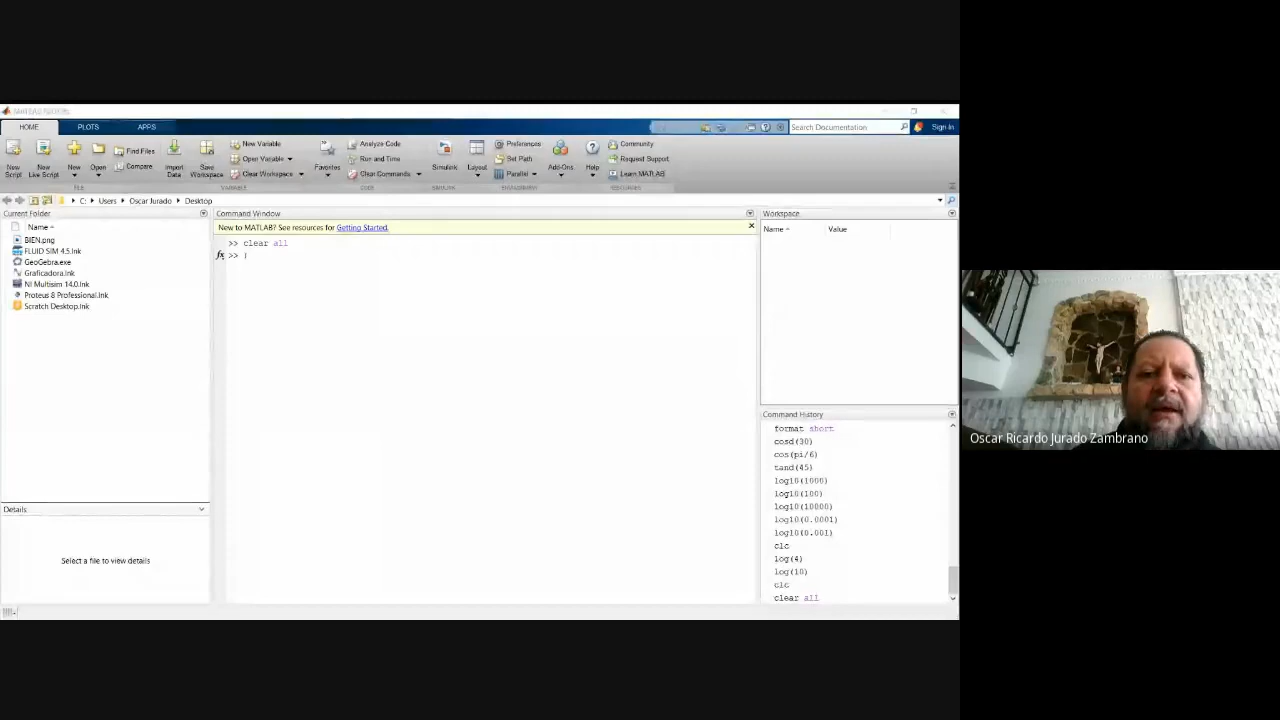 HOME PLOTS APPS Search Documentation Sign In
New Script New Live Script New Open Find Files Compare Import Data Save Workspace New Variable Open Variable Clear Workspace Favorites Analyze Code Run and Time Clear Commands Simulink Layout Preferences Set Path Parallel Add-Ons Help Community Request Support Learn MATLAB
FILE VARIABLE CODE SIMULINK ENVIRONMENT RESOURCES
C: Users Oscar Jurado Desktop
Current Folder
Name
BIEN.png
FLUID SIM 4.5.lnk
GeoGebra.exe
Graficadora.lnk
NI Multisim 14.0.lnk
Proteus 8 Professional.lnk
Scratch Desktop.lnk
Details
Select a file to view details
Command Window
New to MATLAB? See resources for Getting Started.
>> clear all
fx >>
Workspace
Name Value
Command History
format short
cosd(30)
cos(pi/6)
tand(45)
log10(1000)
log10(100)
log10(10000)
log10(0.0001)
log10(0.001)
clc
log(4)
log(10)
clc
clear all
Oscar Ricardo Jurado Zambrano